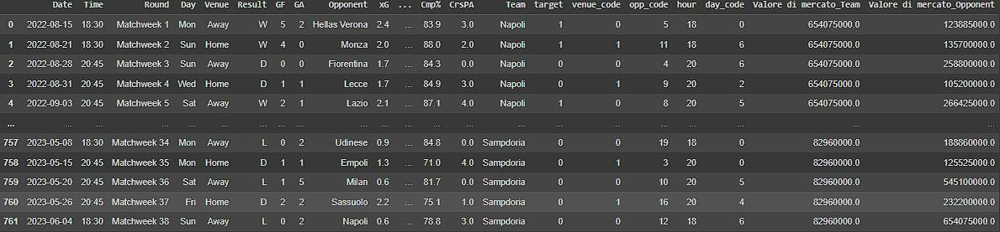 Date Time Round Day Venue Result GF GA Opponent xG ... Cmp% CrsPA Team target venue_code opp_code hour day_code Valore di mercato_Team Valore di mercato_Opponent
0 2022-08-15 18:30 Matchweek 1 Mon Away W 5 2 Hellas Verona 2.4 ... 83.9 3.0 Napoli 1 0 5 18 0 654075000.0 123885000.0
1 2022-08-21 18:30 Matchweek 2 Sun Home W 4 0 Monza 2.0 ... 88.0 2.0 Napoli 1 1 11 18 6 654075000.0 135700000.0
2 2022-08-28 20:45 Matchweek 3 Sun Away D 0 0 Fiorentina 1.7 ... 84.3 0.0 Napoli 0 0 4 20 6 654075000.0 258800000.0
3 2022-08-31 20:45 Matchweek 4 Wed Home D 1 1 Lecce 1.7 ... 84.9 3.0 Napoli 0 1 9 20 2 654075000.0 105200000.0
4 2022-09-03 20:45 Matchweek 5 Sat Away W 2 1 Lazio 2.1 ... 87.1 4.0 Napoli 1 0 8 20 5 654075000.0 266425000.0
... ... ... ... ... ... ... ... ... ... ... ... ... ... ... ... ... ... ... ... ... ...
757 2023-05-08 18:30 Matchweek 34 Mon Away L 0 2 Udinese 0.9 ... 84.8 0.0 Sampdoria 0 0 19 18 0 82960000.0 188860000.0
758 2023-05-15 20:45 Matchweek 35 Mon Home D 1 1 Empoli 1.3 ... 71.0 4.0 Sampdoria 0 1 3 20 0 82960000.0 125525000.0
759 2023-05-20 20:45 Matchweek 36 Sat Away L 1 5 Milan 0.6 ... 81.7 0.0 Sampdoria 0 0 10 20 5 82960000.0 545100000.0
760 2023-05-26 20:45 Matchweek 37 Fri Home D 2 2 Sassuolo 2.2 ... 75.1 1.0 Sampdoria 0 1 16 20 4 82960000.0 232200000.0
761 2023-06-04 18:30 Matchweek 38 Sun Away L 0 2 Napoli 0.6 ... 78.8 3.0 Sampdoria 0 0 12 18 6 82960000.0 654075000.0